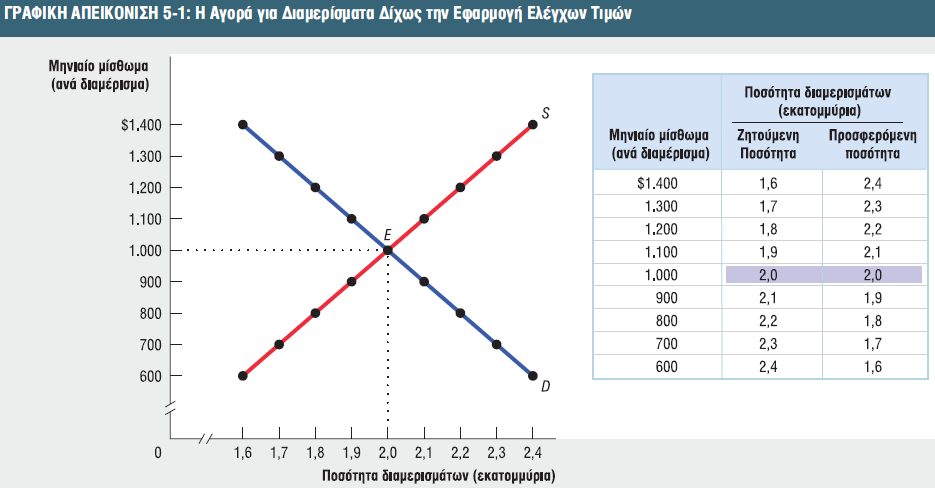 ΓΡΑΦΙΚΗ ΑΠΕΙΚΟΝΙΣΗ 5-1: Η Αγορά για Διαμερίσματα Δίχως την Εφαρμογή Ελέγχων Τιμών
Μηνιαίο μίσθωμα
(ανά διαμέρισμα)
$1.400
1.300
1.200
1.100
1.000
900
800
700
600
0
S
E
D
1,6 1,7 1,8 1,9 2,0 2,1 2,2 2,3 2,4
Ποσότητα διαμερισμάτων (εκατομμύρια)
Ποσότητα διαμερισμάτων
(εκατομμύρια)
Μηνιαίο μίσθωμα Ζητούμενη Προσφερόμενη
(ανά διαμέρισμα) Ποσότητα ποσότητα
$1.400 1,6 2,4
1.300 1,7 2,3
1.200 1,8 2,2
1.100 1,9 2,1
1.000 2,0 2,0
900 2,1 1,9
800 2,2 1,8
700 2,3 1,7
600 2,4 1,6